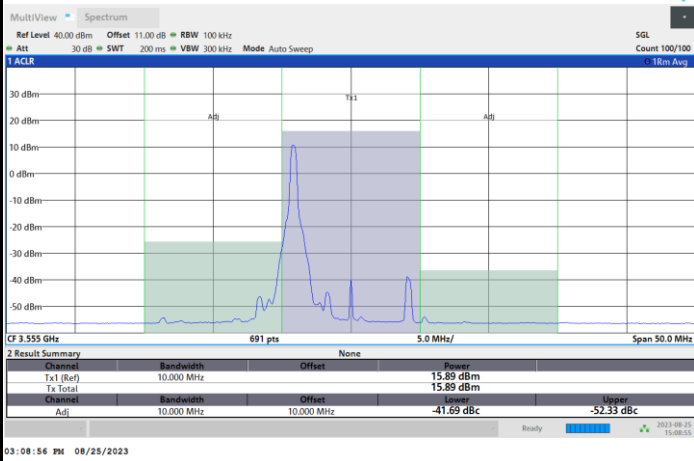 MultiView Spectrum
Ref Level 40.00 dBm Offset 11.00 dB RBW 100 kHz SGL
Att 30 dB SWT 200 ms VBW 300 kHz Mode Auto Sweep Count 100/100
1 ACLR 1Rm Avg
30 dBm
Tx1
20 dBm
Adj Adj
10 dBm
0 dBm
-10 dBm
-20 dBm
-30 dBm
-40 dBm
-50 dBm
CF 3.555 GHz 691 pts 5.0 MHz/ Span 50.0 MHz
2 Result Summary None
Channel Bandwidth Offset Power
Tx1 (Ref) 10.000 MHz 15.89 dBm
Tx Total 15.89 dBm
Channel Bandwidth Offset Lower Upper
Adj 10.000 MHz 10.000 MHz -41.69 dBc -52.33 dBc
Ready 2023-08-25
15:08:55
03:08:56 PM 08/25/2023